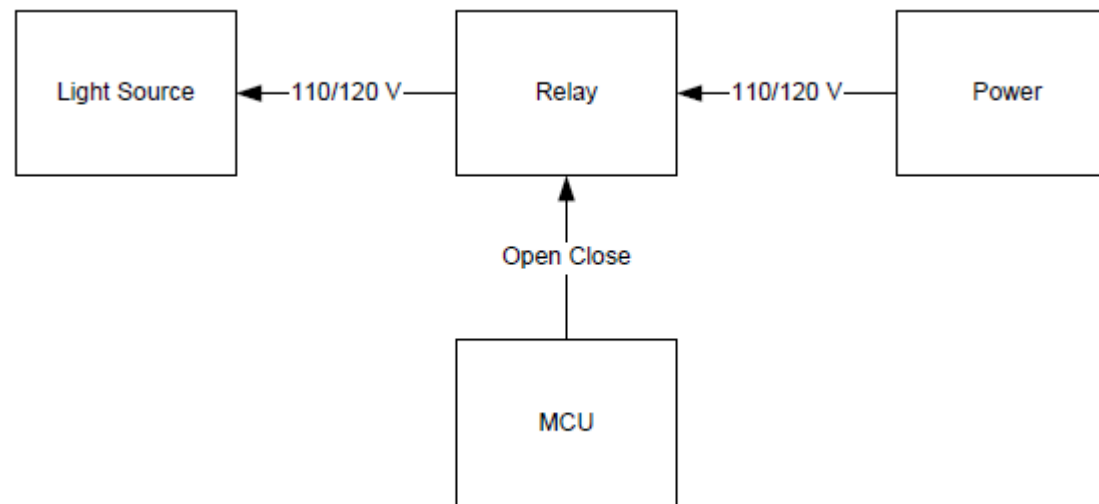 Light Source
110/120 V
Relay
110/120 V
Power
Open Close
MCU